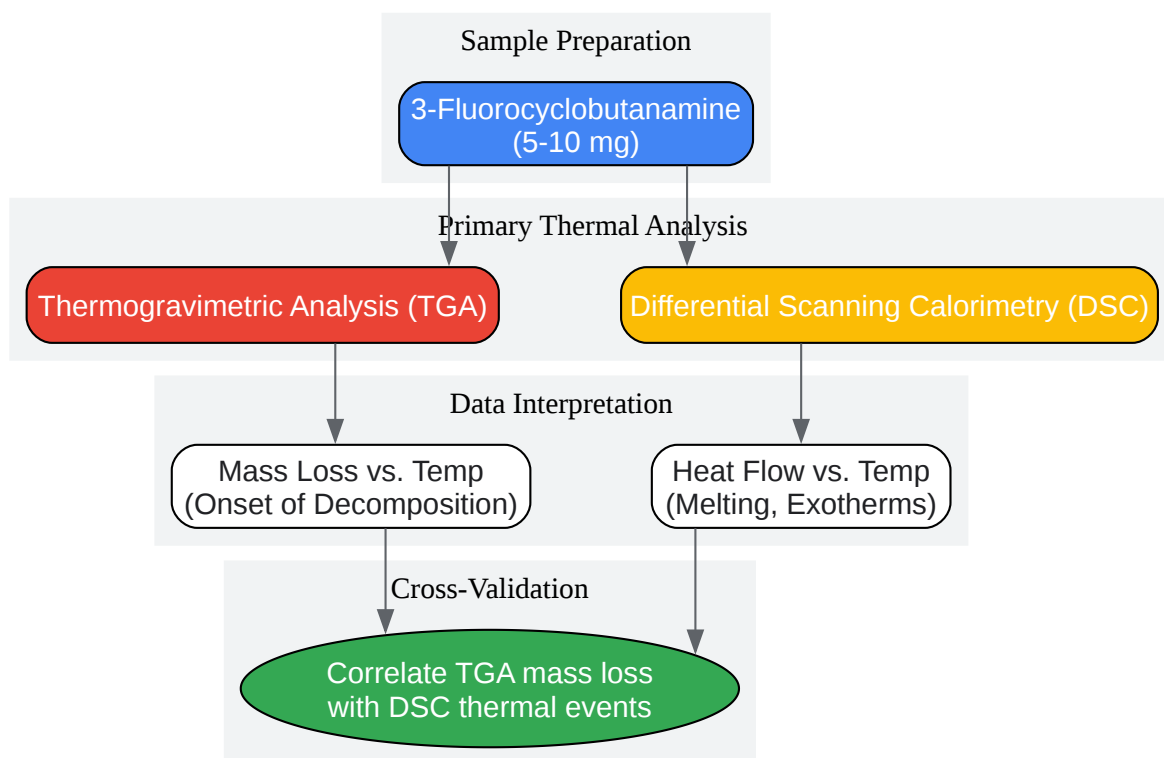 Sample Preparation
3-Fluorocyclobutanamine
(5-10 mg)
Primary Thermal Analysis
Thermogravimetric Analysis (TGA)
Differential Scanning Calorimetry (DSC)
Data Interpretation
Mass Loss vs. Temp
(Onset of Decomposition)
Heat Flow vs. Temp
(Melting, Exotherms)
Cross-Validation
Correlate TGA mass loss
with DSC thermal events